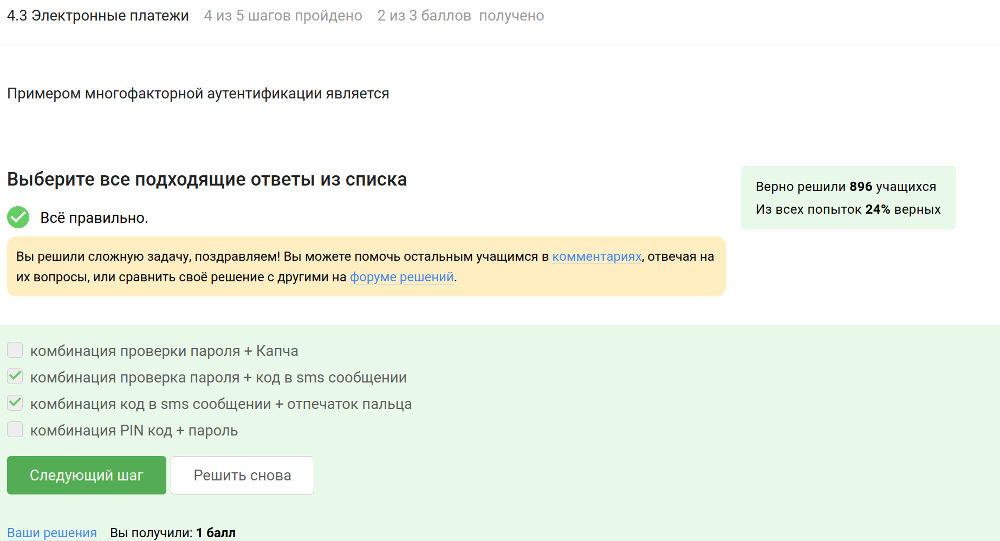 4.3 Электронные платежи 4 из 5 шагов пройдено 2 из 3 баллов получено
Примером многофакторной аутентификации является
Выберите все подходящие ответы из списка
Верно решили 896 учащихся
Из всех попыток 24% верных
Всё правильно.
Вы решили сложную задачу, поздравляем! Вы можете помочь остальным учащимся в комментариях, отвечая на
их вопросы, или сравнить своё решение с другими на форуме решений.
комбинация проверки пароля + Капча
комбинация проверка пароля + код в sms сообщении
комбинация код в sms сообщении + отпечаток пальца
комбинация PIN код + пароль
Следующий шаг Решить снова
Ваши решения Вы получили: 1 балл